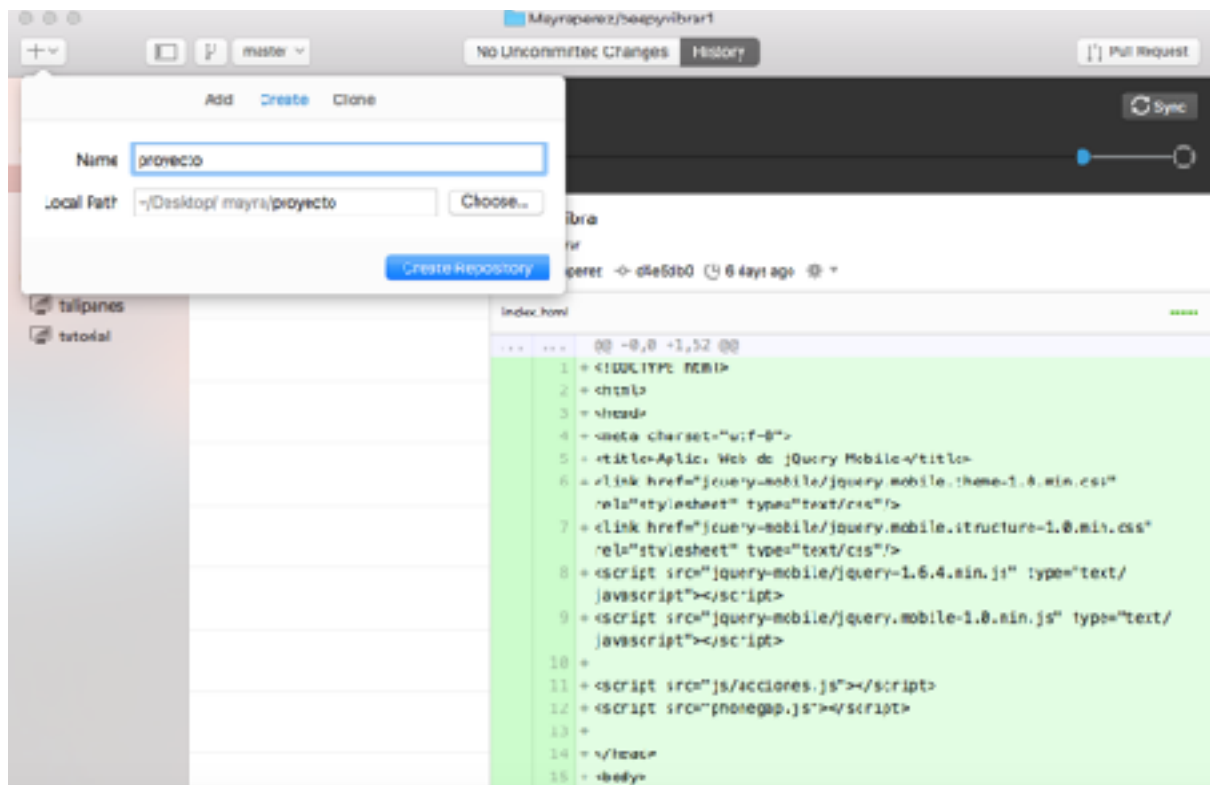 Mayraperez/beepyvibrar1
master
No Uncommitted Changes
History
Pull Request
Add Create Clone
Sync
Name proyecto
Local Path ~/Desktop/ mayra/proyecto Choose...
Create Repository
ibra
perez d4e5db0 6 days ago
tulipanes
tutorial
index.html
... ... @@ -0,0 +1,52 @@
1 + <!DOCTYPE html>
2 + <html>
3 + <head>
4 + <meta charset="utf-8">
5 + <title>Aplic. Web de jQuery Mobile</title>
6 + <link href="jquery-mobile/jquery.mobile.theme-1.0.min.css"
rel="stylesheet" type="text/css"/>
7 + <link href="jquery-mobile/jquery.mobile.structure-1.0.min.css"
rel="stylesheet" type="text/css"/>
8 + <script src="jquery-mobile/jquery-1.6.4.min.js" type="text/
javascript"></script>
9 + <script src="jquery-mobile/jquery.mobile-1.0.min.js" type="text/
javascript"></script>
10 +
11 + <script src="js/acciones.js"></script>
12 + <script src="phonegap.js"></script>
13 +
14 + </head>
15 + <body>